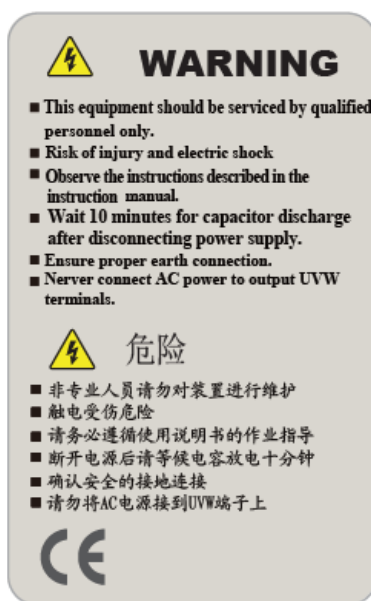 WARNING
This equipment should be serviced by qualified
personnel only.
Risk of injury and electric shock
Observe the instructions described in the
instruction manual.
Wait 10 minutes for capacitor discharge
after disconnecting power supply.
Ensure proper earth connection.
Nerver connect AC power to output UVW
terminals.
危险
非专业人员请勿对装置进行维护
触电受伤危险
请务必遵循使用说明书的作业指导
断开电源后请等候电容放电十分钟
确认安全的接地连接
请勿将AC电源接到UVW端子上
CE